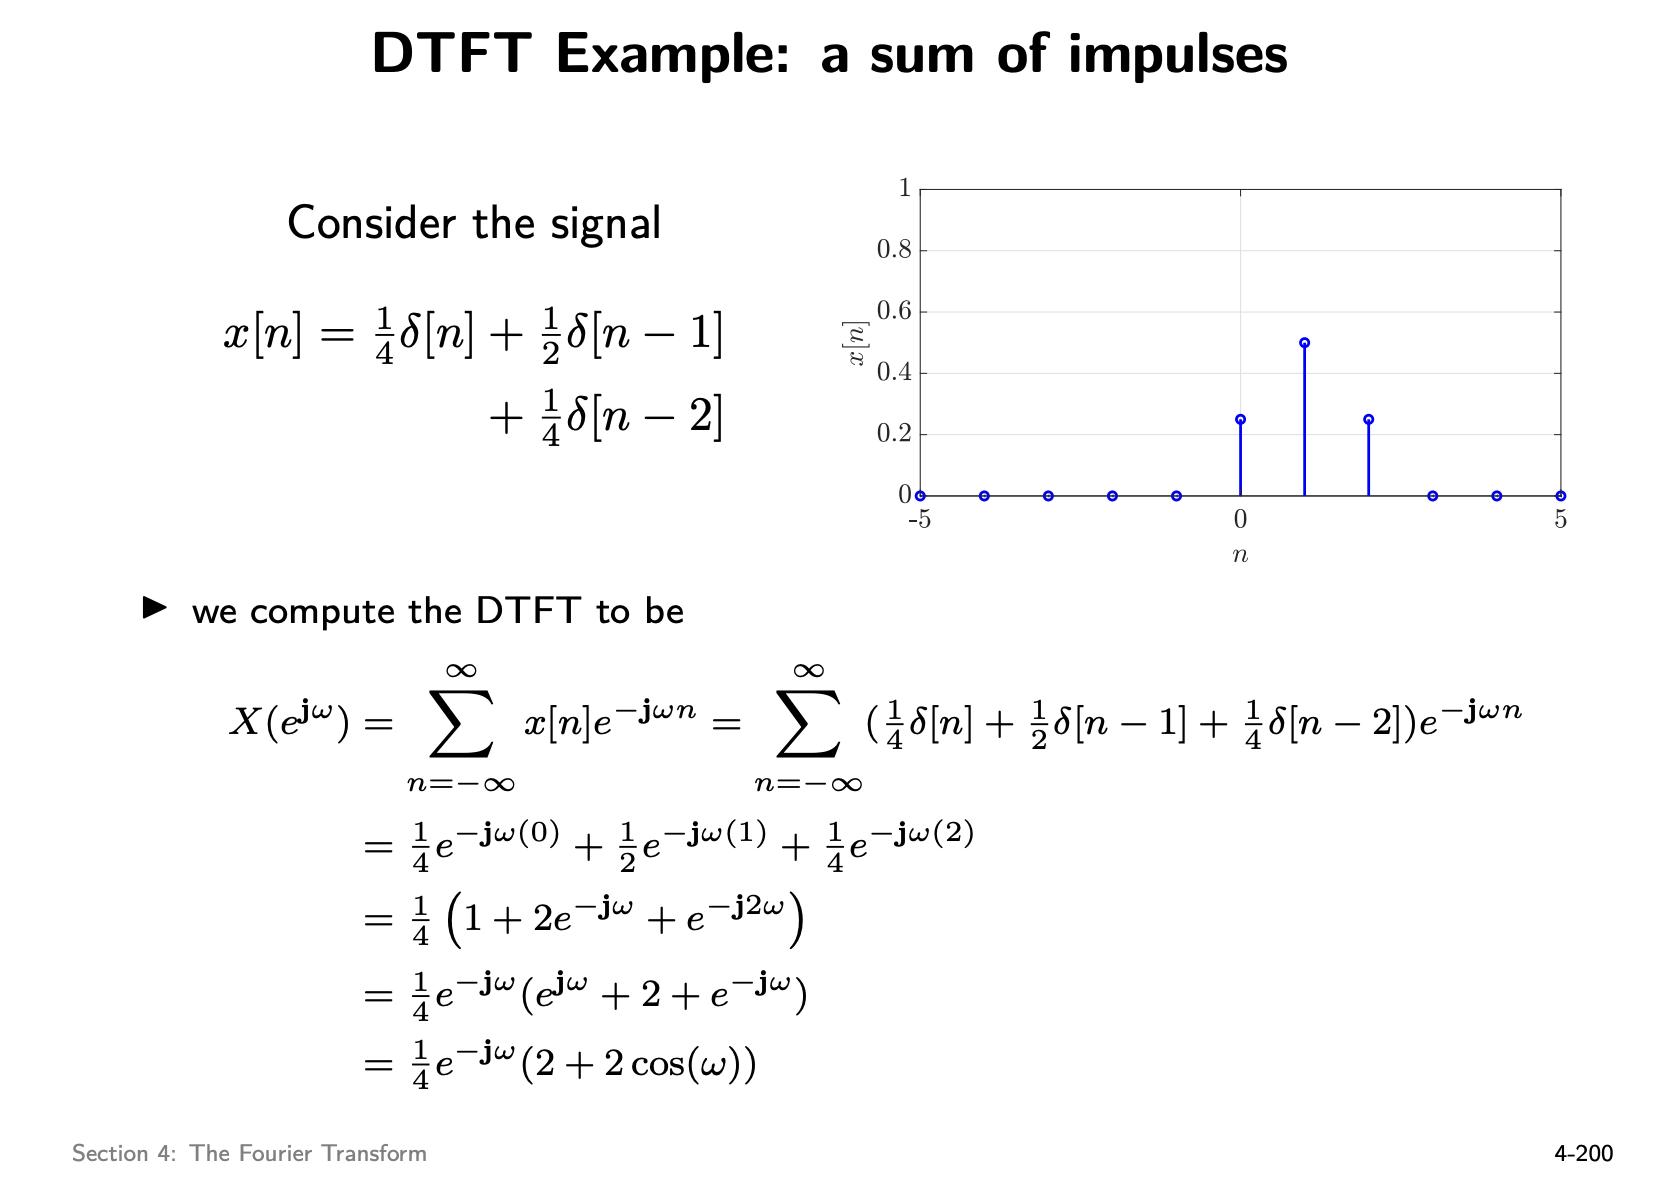 DTFT Example: a sum of impulses
Consider the signal
x[n] = 1/4 δ[n] + 1/2 δ[n − 1]
+ 1/4 δ[n − 2]
1
0.8
0.6
0.4
0.2
0
x[n]
-5 0 5
n
▶ we compute the DTFT to be
X(e^{jω}) = ∑_{n=−∞}^{∞} x[n]e^{−jωn} = ∑_{n=−∞}^{∞} (1/4 δ[n] + 1/2 δ[n − 1] + 1/4 δ[n − 2])e^{−jωn}
= 1/4 e^{−jω(0)} + 1/2 e^{−jω(1)} + 1/4 e^{−jω(2)}
= 1/4 (1 + 2e^{−jω} + e^{−j2ω})
= 1/4 e^{−jω}(e^{jω} + 2 + e^{−jω})
= 1/4 e^{−jω}(2 + 2 cos(ω))
Section 4: The Fourier Transform
4-200